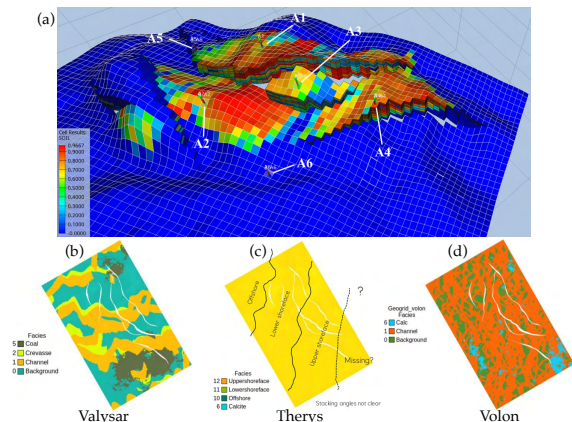 (a)
A1
A5
A3
A2
A4
A6
Cell Results:
SOIL
0.9667
0.9000
0.8000
0.7000
0.6000
0.5000
0.4000
0.3000
0.2000
0.1000
-0.0000
(b)
(c)
(d)
Facies
5 Coal
2 Crevasse
1 Channel
0 Background
Offshore
Lower shoreface
Upper shoreface
?
Missing?
Facies
12 Uppershoreface
11 Lowershoreface
10 Offshore
6 Calcite
Stacking angles not clear
Geogrid_volon
Facies
6 Calc
1 Channel
0 Background
Valysar
Therys
Volon